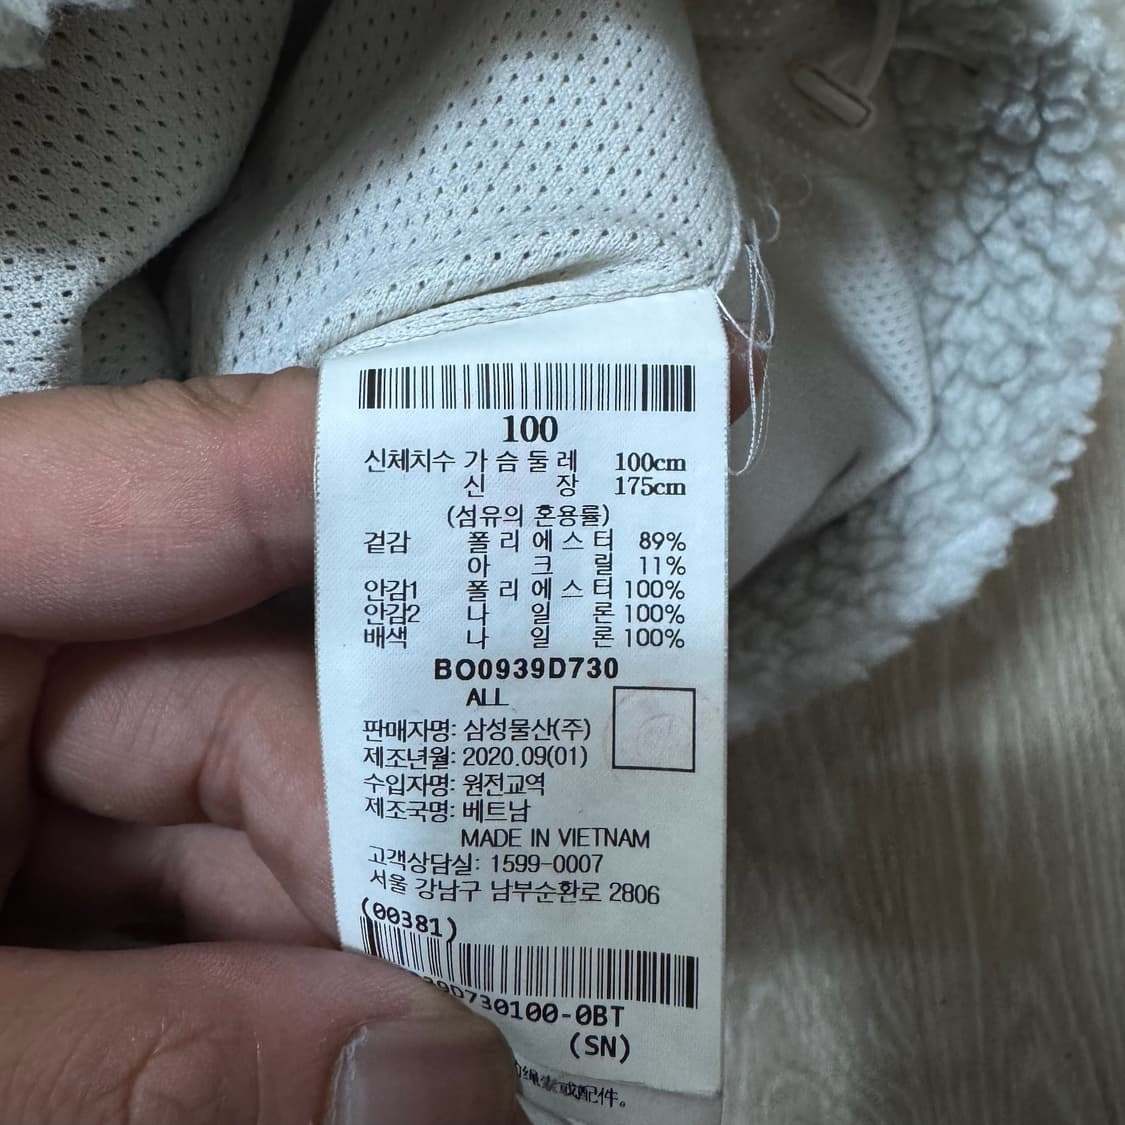 100
신체치수 가슴둘레 100cm
신장 175cm
(섬유의 혼용률)
겉감 폴리에스터 89%
아크릴 11%
안감1 폴리에스터 100%
안감2 나일론 100%
배색 나일론 100%
BO0939D730
ALL
판매자명: 삼성물산(주)
제조년월: 2020.09(01)
수입자명: 원전교역
제조국명: 베트남
MADE IN VIETNAM
고객상담실: 1599-0007
서울 강남구 남부순환로 2806
(00381)
39D730100-0BT
(SN)
或配件。